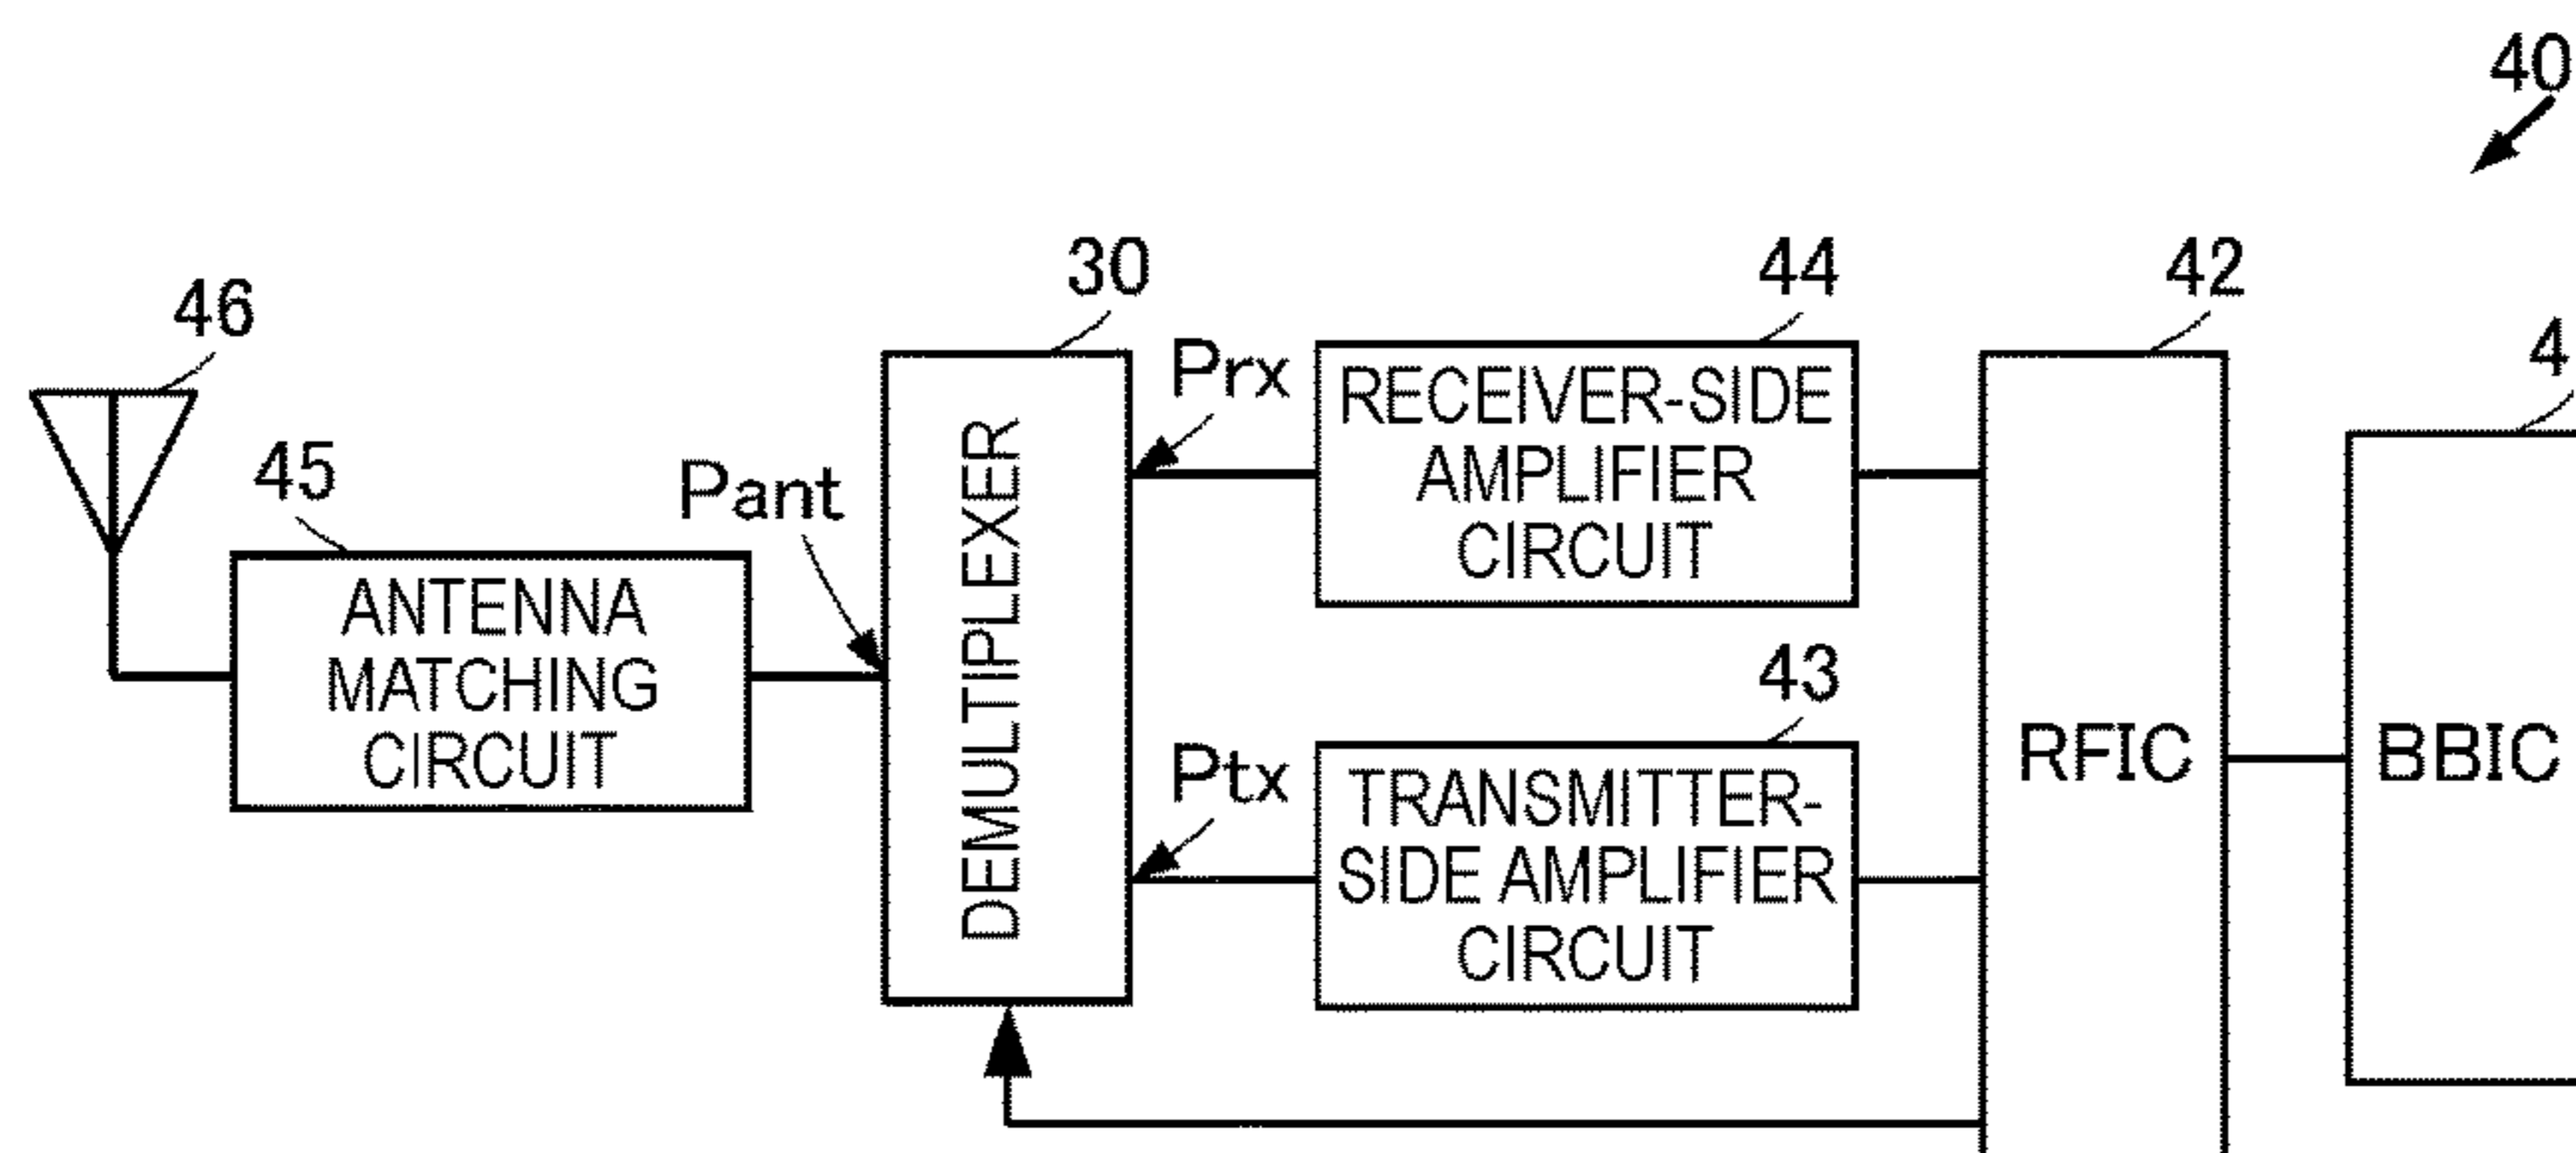 40
46
45
ANTENNA
MATCHING
CIRCUIT
Pant
30
DEMULTIPLEXER
Prx
Ptx
44
RECEIVER-SIDE
AMPLIFIER
CIRCUIT
43
TRANSMITTER-
SIDE AMPLIFIER
CIRCUIT
42
RFIC
4
BBIC